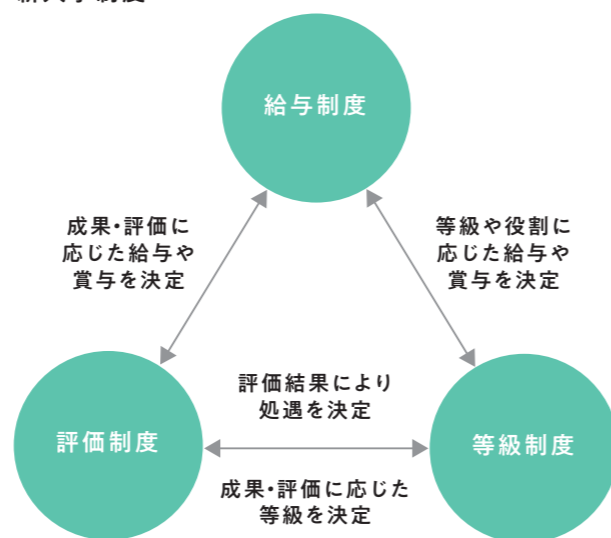 給与制度
成果・評価に
応じた給与や
賞与を決定
等級や役割に
応じた給与や
賞与を決定
評価結果により
処遇を決定
評価制度
等級制度
成果・評価に応じた
等級を決定